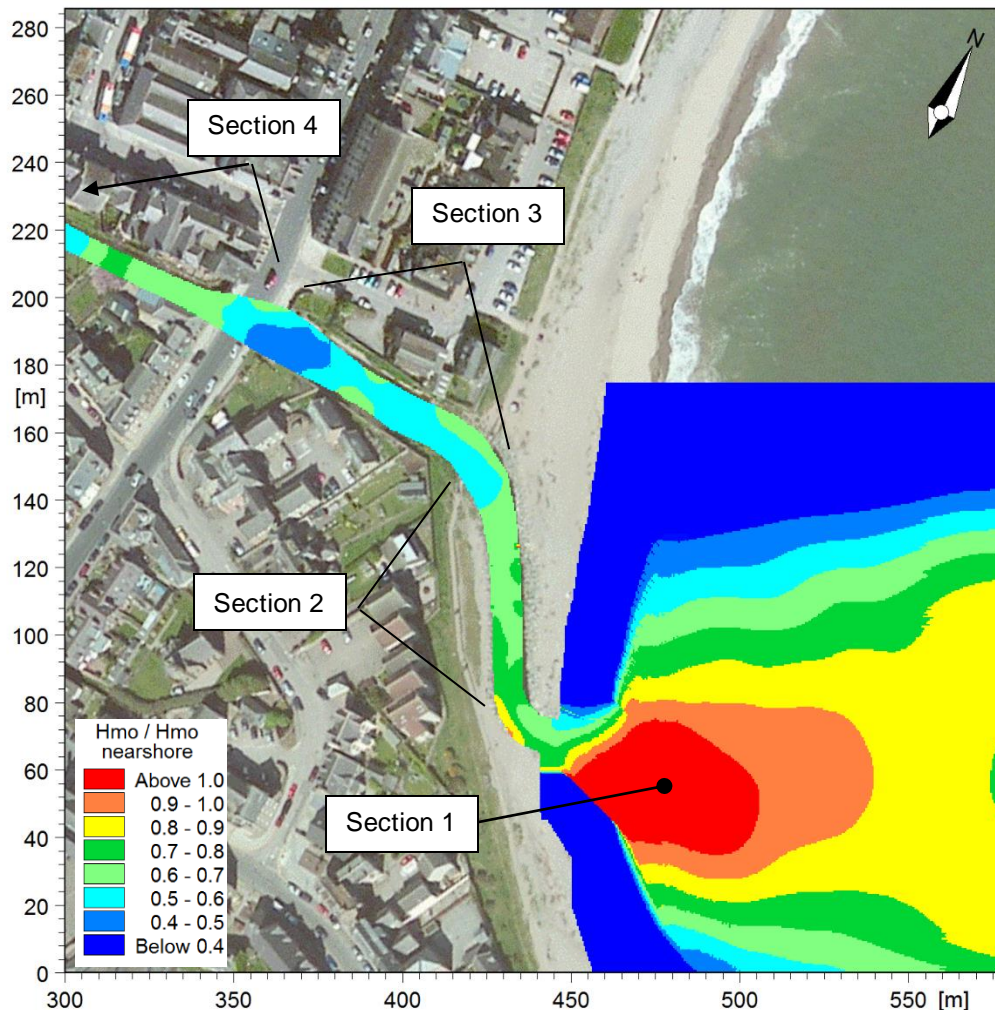 280
260
240
220
200
180
[m]
160
140
120
100
80
60
40
20
0
300
350
400
450
500
550
[m]
N
Section 4
Section 3
Section 2
Section 1
Hmo / Hmo
nearshore
Above 1.0
0.9 - 1.0
0.8 - 0.9
0.7 - 0.8
0.6 - 0.7
0.5 - 0.6
0.4 - 0.5
Below 0.4